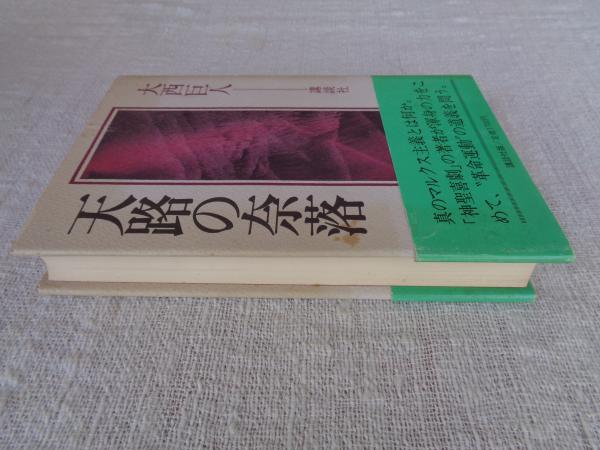 大西巨人
講談社
天路の奈落
真のマルクス主義とは何か。
『神聖喜劇』の著者が渾身の力をこ
めて、“革命運動”の道義を問う。